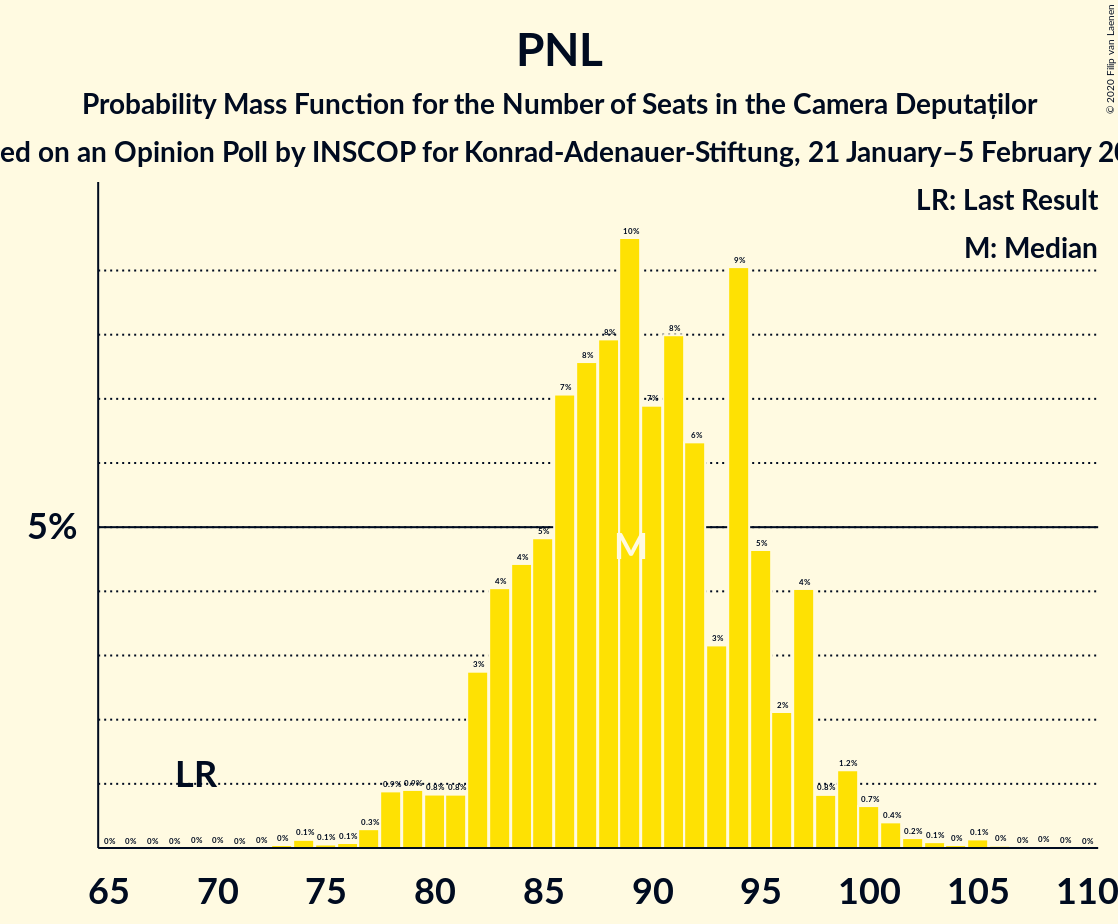 PNL
Probability Mass Function for the Number of Seats in the Camera Deputaților
ed on an Opinion Poll by INSCOP for Konrad-Adenauer-Stiftung, 21 January–5 February 20
© 2020 Filip van Laenen
LR: Last Result
M: Median
5%
LR
M
0% 0% 0% 0% 0% 0% 0% 0% 0% 0.1% 0.1% 0.1% 0.3% 0.9% 0.9% 0.8% 0.8% 3% 4% 4% 5% 7% 8% 8% 10% 7% 8% 6% 3% 9% 5% 2% 4% 0.8% 1.2% 0.7% 0.4% 0.2% 0.1% 0% 0.1% 0% 0% 0% 0% 0%
65 70 75 80 85 90 95 100 105 110